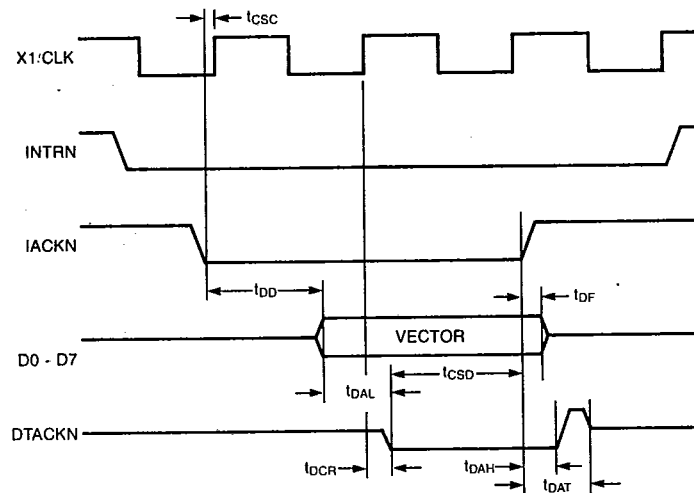 tCSC
X1/CLK
INTRN
IACKN
tDD
tDF
VECTOR
D0 - D7
tCSD
tDAL
DTACKN
tDCR
tDAH
tDAT